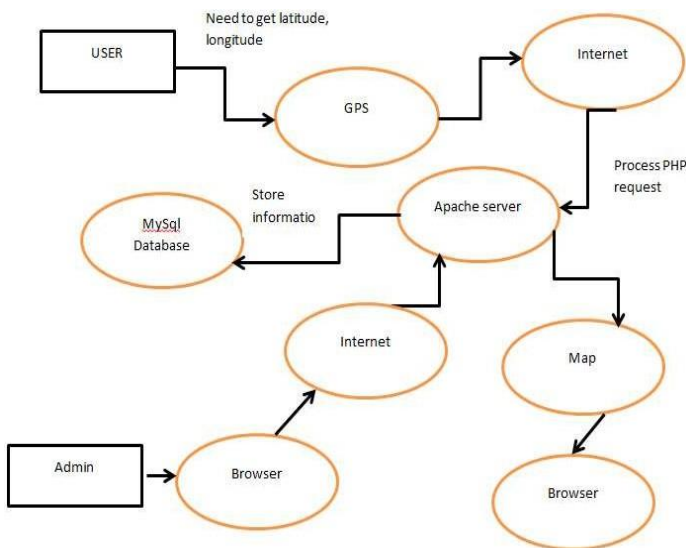 Need to get latitude,
longitude
USER
Internet
GPS
Process PHP
request
Apache server
Store
informatio
MySql
Database
Internet
Map
Admin
Browser
Browser